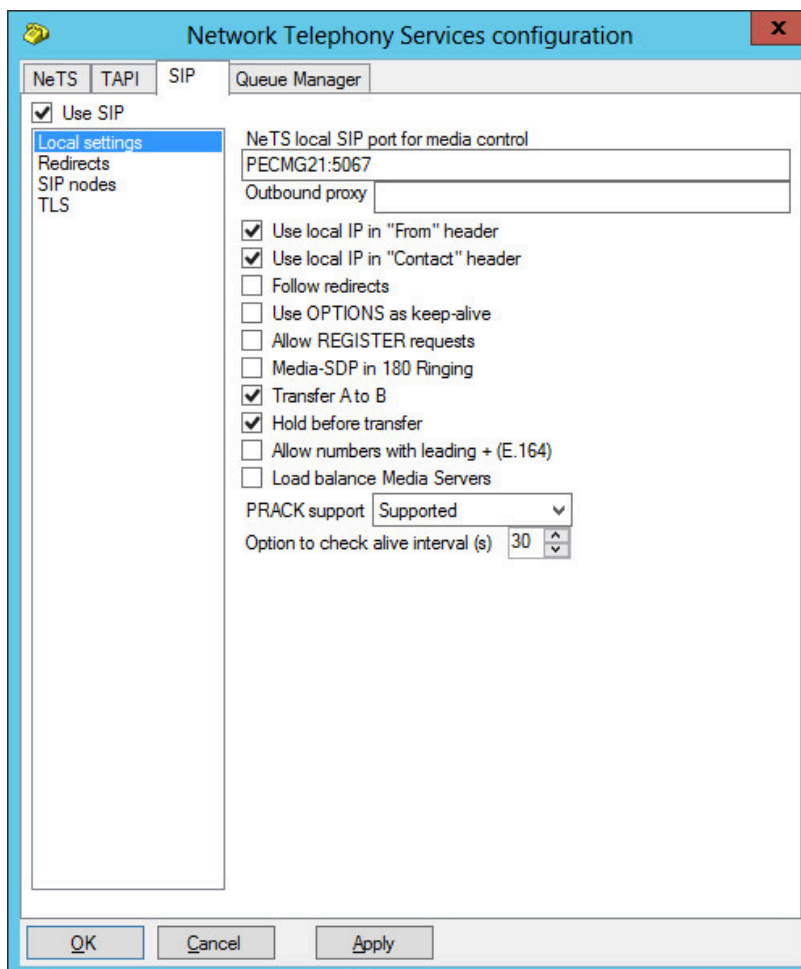 Network Telephony Services configuration
x
NeTS TAPI SIP Queue Manager
Use SIP
Local settings
Redirects
SIP nodes
TLS
NeTS local SIP port for media control
PECMG21:5067
Outbound proxy
Use local IP in "From" header
Use local IP in "Contact" header
Follow redirects
Use OPTIONS as keep-alive
Allow REGISTER requests
Media-SDP in 180 Ringing
Transfer A to B
Hold before transfer
Allow numbers with leading + (E.164)
Load balance Media Servers
PRACK support Supported
Option to check alive interval (s) 30
OK Cancel Apply